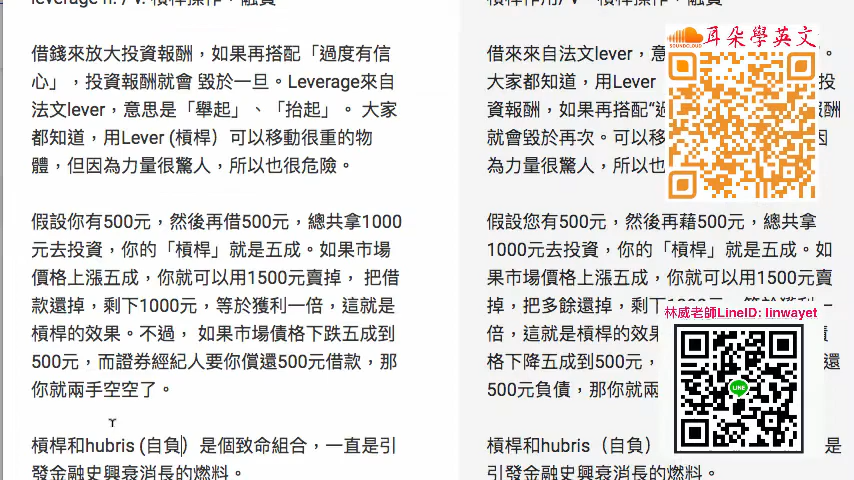 leverage n. / v. 槓桿操作，融資
借錢來放大投資報酬，如果再搭配「過度有信
心」，投資報酬就會 毀於一旦。Leverage來自
法文lever，意思是「舉起」、「抬起」。 大家
都知道，用Lever (槓桿）可以移動很重的物
體，但因為力量很驚人，所以也很危險。
假設你有500元，然後再借500元，總共拿1000
元去投資，你的「槓桿」就是五成。如果市場
價格上漲五成，你就可以用1500元賣掉， 把借
款還掉，剩下1000元，等於獲利一倍，這就是
槓桿的效果。不過， 如果市場價格下跌五成到
500元，而證券經紀人要你償還500元借款，那
你就兩手空空了。
槓桿和hubris (自負）是個致命組合，一直是引
發金融史興衰消長的燃料。
槓桿作用/ v 槓桿操作，融資
借來來自法文lever，意
大家都知道，用Lever 投
資報酬，如果再搭配“過 報酬
就會毀於再次。可以移 因
為力量很驚人，所以也
假設您有500元，然後再藉500元，總共拿
1000元去投資，你的「槓桿」就是五成。如
果市場價格上漲五成，你就可以用1500元賣
掉，把多餘還掉，剩下1000元，等於獲利一
倍，這就是槓桿的效果
格下降五成到500元， 還
500元負債，那你就兩
槓桿和hubris（自負） 是
引發金融史興衰消長的燃料。
SOUNDCLOUD 耳朵學英文
林威老師LineID: linwayet
LINE